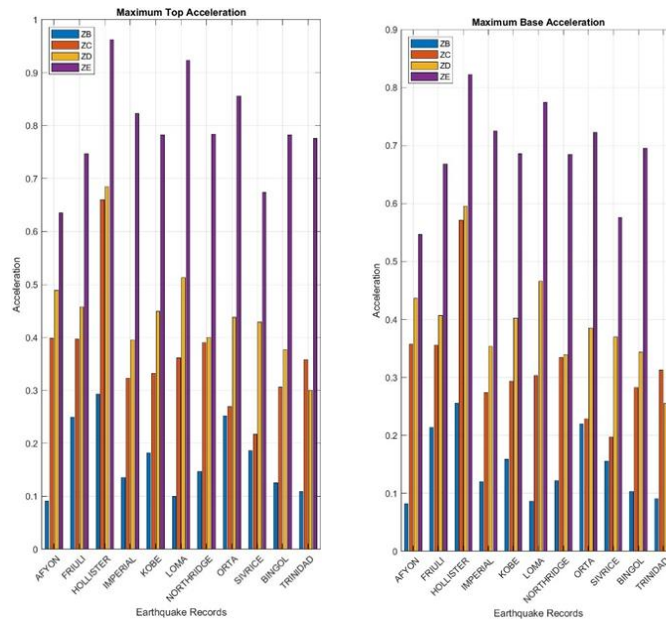 Maximum Top Acceleration
ZB
ZC
ZD
ZE
1
0.9
0.8
0.7
0.6
0.5
0.4
0.3
0.2
0.1
0
Acceleration
AFYON
FRIULI
HOLLISTER
IMPERIAL
KOBE
LOMA
NORTHRIDGE
ORTA
SIVRICE
BINGOL
TRINIDAD
Earthquake Records
Maximum Base Acceleration
ZB
ZC
ZD
ZE
0.9
0.8
0.7
0.6
0.5
0.4
0.3
0.2
0.1
0
Acceleration
AFYON
FRIULI
HOLLISTER
IMPERIAL
KOBE
LOMA
NORTHRIDGE
ORTA
SIVRICE
BINGOL
TRINIDAD
Earthquake Records